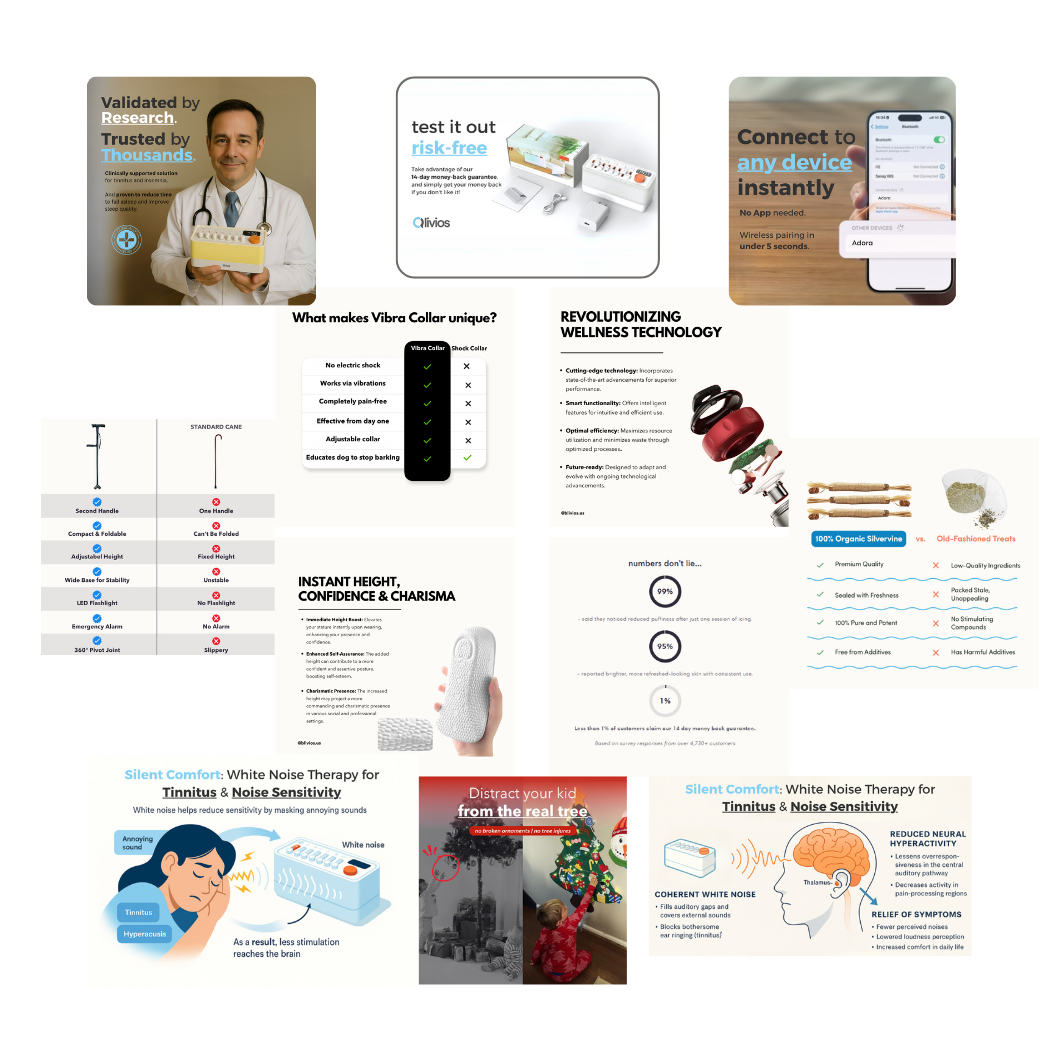 Validated by
Research.
Trusted by
Thousands.
Clinically supported solution
for tinnitus and insomnia.
And proven to reduce time
to fall asleep and improve
sleep quality.
test it out
risk-free
Take advantage of our
14-day money-back guarantee,
and simply get your money back
if you don't like it!
Qlivios
Connect to
any device
instantly
No App needed.
Wireless pairing in
under 5 seconds.
Settings
Bluetooth
Bluetooth
Not Connected
Not Connected
Adora
OTHER DEVICES
Adora
What makes Vibra Collar unique?
Vibra Collar
Shock Collar
No electric shock
Works via vibrations
Completely pain-free
Effective from day one
Adjustable collar
Educates dog to stop barking
REVOLUTIONIZING
WELLNESS TECHNOLOGY
• Cutting-edge technology: Incorporates
state-of-the-art advancements for superior
performance.
• Smart functionality: Offers intelligent
features for intuitive and efficient use.
• Optimal efficiency: Maximizes resource
utilization and minimizes waste through
optimized processes.
• Future-ready: Designed to adapt and
evolve with ongoing technological
advancements.
@blivios.us
STANDARD CANE
Second Handle
One Handle
Compact & Foldable
Can't Be Folded
Adjustabel Height
Fixed Height
Wide Base for Stability
Unstable
LED Flashlight
No Flashlight
Emergency Alarm
No Alarm
360° Pivot Joint
Slippery
100% Organic Silvervine
vs.
Old-Fashioned Treats
Premium Quality
Low-Quality Ingredients
Sealed with Freshness
Packed Stale,
Unappealing
100% Pure and Potent
No Stimulating
Compounds
Free from Additives
Has Harmful Additives
INSTANT HEIGHT,
CONFIDENCE & CHARISMA
• Immediate Height Boost: Elevates
your stature instantly upon wearing,
enhancing your presence and
confidence.
• Enhanced Self-Assurance: The added
height can contribute to a more
confident and assertive posture,
boosting self-esteem.
• Charismatic Presence: The increased
height may project a more
commanding and charismatic presence
in various social and professional
settings.
@blivios.us
numbers don't lie...
99%
- said they noticed reduced puffiness after just one session of icing.
95%
- reported brighter, more refreshed-looking skin with consistent use.
1%
Less than 1% of customers claim our 14 day money back guarantee.
Based on survey responses from over 4,730+ customers
Silent Comfort: White Noise Therapy for
Tinnitus & Noise Sensitivity
White noise helps reduce sensitivity by masking annoying sounds
Annoying
sound
White noise
Tinnitus
Hyperacusis
As a result, less stimulation
reaches the brain
Distract your kid
from the real tree
no broken ornaments / no tree injures
Silent Comfort: White Noise Therapy for
Tinnitus & Noise Sensitivity
REDUCED NEURAL
HYPERACTIVITY
• Lessens overrespon-
siveness in the central
auditory pathway
• Decreases activity in
pain-processing regions
Thalamus
COHERENT WHITE NOISE
• Fills auditory gaps and
covers external sounds
• Blocks bothersome
ear ringing (tinnitus/
RELIEF OF SYMPTOMS
• Fewer perceived noises
• Lowered loudness perception
• Increased comfort in daily life